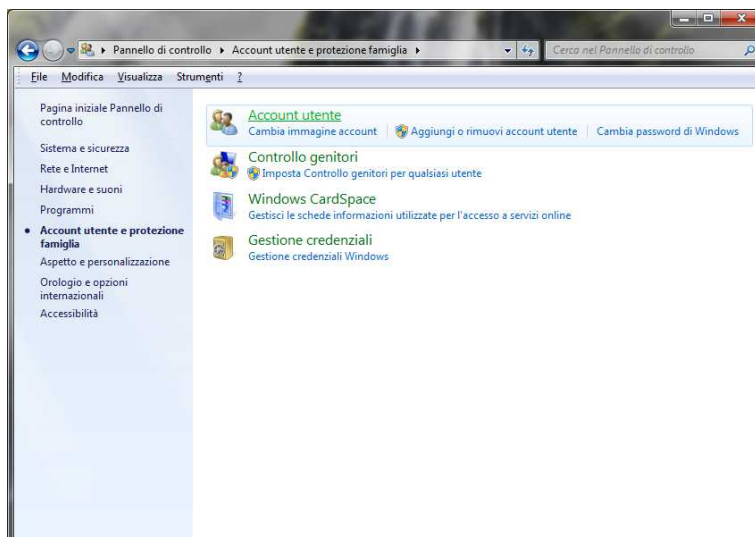 Pannello di controllo Account utente e protezione famiglia Cerca nel Pannello di controllo
File Modifica Visualizza Strumenti ?
Pagina iniziale Pannello di
controllo
Sistema e sicurezza
Rete e Internet
Hardware e suoni
Programmi
Account utente e protezione
famiglia
Aspetto e personalizzazione
Orologio e opzioni
internazionali
Accessibilità
Account utente
Cambia immagine account Aggiungi o rimuovi account utente Cambia password di Windows
Controllo genitori
Imposta Controllo genitori per qualsiasi utente
Windows CardSpace
Gestisci le schede informazioni utilizzate per l'accesso a servizi online
Gestione credenziali
Gestione credenziali Windows